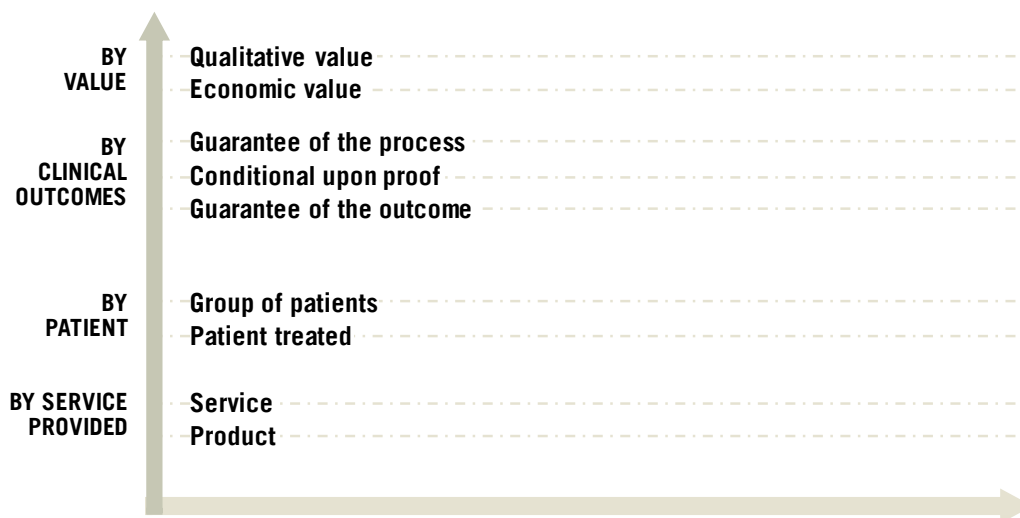 BY
VALUE
Qualitative value
Economic value
BY
CLINICAL
OUTCOMES
Guarantee of the process
Conditional upon proof
Guarantee of the outcome
BY
PATIENT
Group of patients
Patient treated
BY SERVICE
PROVIDED
Service
Product